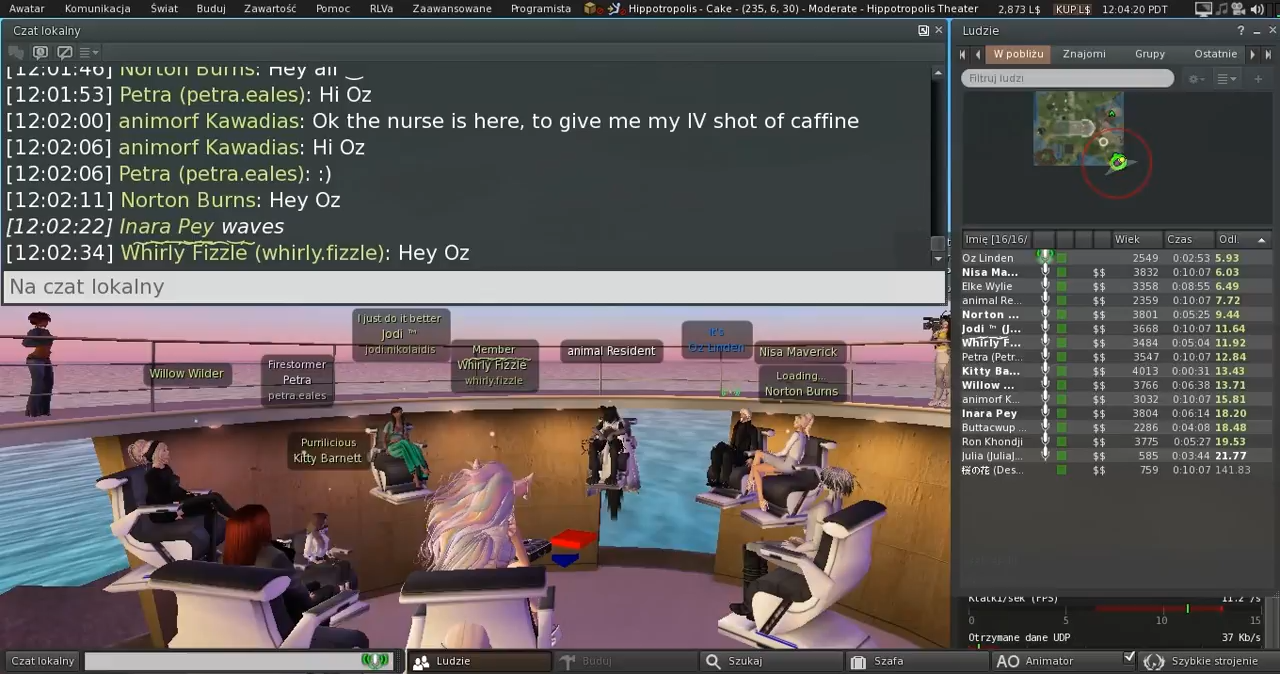 Awatar Komunikacja Świat Buduj Zawartość Pomoc RLVa Zaawansowane Programista Hippotropolis - Cake - (235, 6, 30) - Moderate - Hippotropolis Theater 2,873 L$ KUP L$ 12:04:20 PDT
Czat lokalny
[12:01:46] Norton Burns: Hey all
[12:01:53] Petra (petra.eales): Hi Oz
[12:02:00] animorf Kawadias: Ok the nurse is here, to give me my IV shot of caffine
[12:02:06] animorf Kawadias: Hi Oz
[12:02:06] Petra (petra.eales): :)
[12:02:11] Norton Burns: Hey Oz
[12:02:22] Inara Pey waves
[12:02:34] Whirly Fizzle (whirly.fizzle): Hey Oz
Na czat lokalny
Ludzie
W pobliżu Znajomi Grupy Ostatnie
Filtruj ludzi
Imię [16/16/ Wiek Czas Odl.
Oz Linden 2549 0:02:53 5.93
Nisa Ma... $$ 3832 0:10:07 6.03
Elke Wylie 3358 0:08:55 6.49
animal Re... $$ 2359 0:10:07 7.72
Norton ... $$ 3801 0:05:25 9.44
Jodi ™ (J... $$ 3668 0:10:07 11.64
Whirly F... $$ 3484 0:05:04 11.92
Petra (Petr... $$ 3547 0:10:07 12.84
Kitty Ba... $$ 4013 0:00:31 13.43
Willow ... $$ 3766 0:06:38 13.71
animorf K... $$ 3032 0:10:07 15.81
Inara Pey $$ 3804 0:06:14 18.20
Buttacwup ... $$ 2286 0:04:08 18.48
Ron Khondji $$ 3775 0:05:27 19.53
Julia (JuliaJ... $$ 585 0:03:44 21.77
桜の花 (Des... $$ 759 0:10:07 141.83
Klatki/sek (FPS) 11.2 /s
0 5 10 15
Otrzymane dane UDP 37 Kb/s
I just do it better
Jodi ™
jodi.nikolaidis
Willow Wilder
Firestormer
Petra
petra.eales
Member
Whirly Fizzle
whirly.fizzle
animal Resident
It's
Oz Linden
Nisa Maverick
Loading...
Norton Burns
Purrilicious
Kitty Barnett
Czat lokalny Ludzie Buduj Szukaj Szafa AO Animator Szybkie strojenie